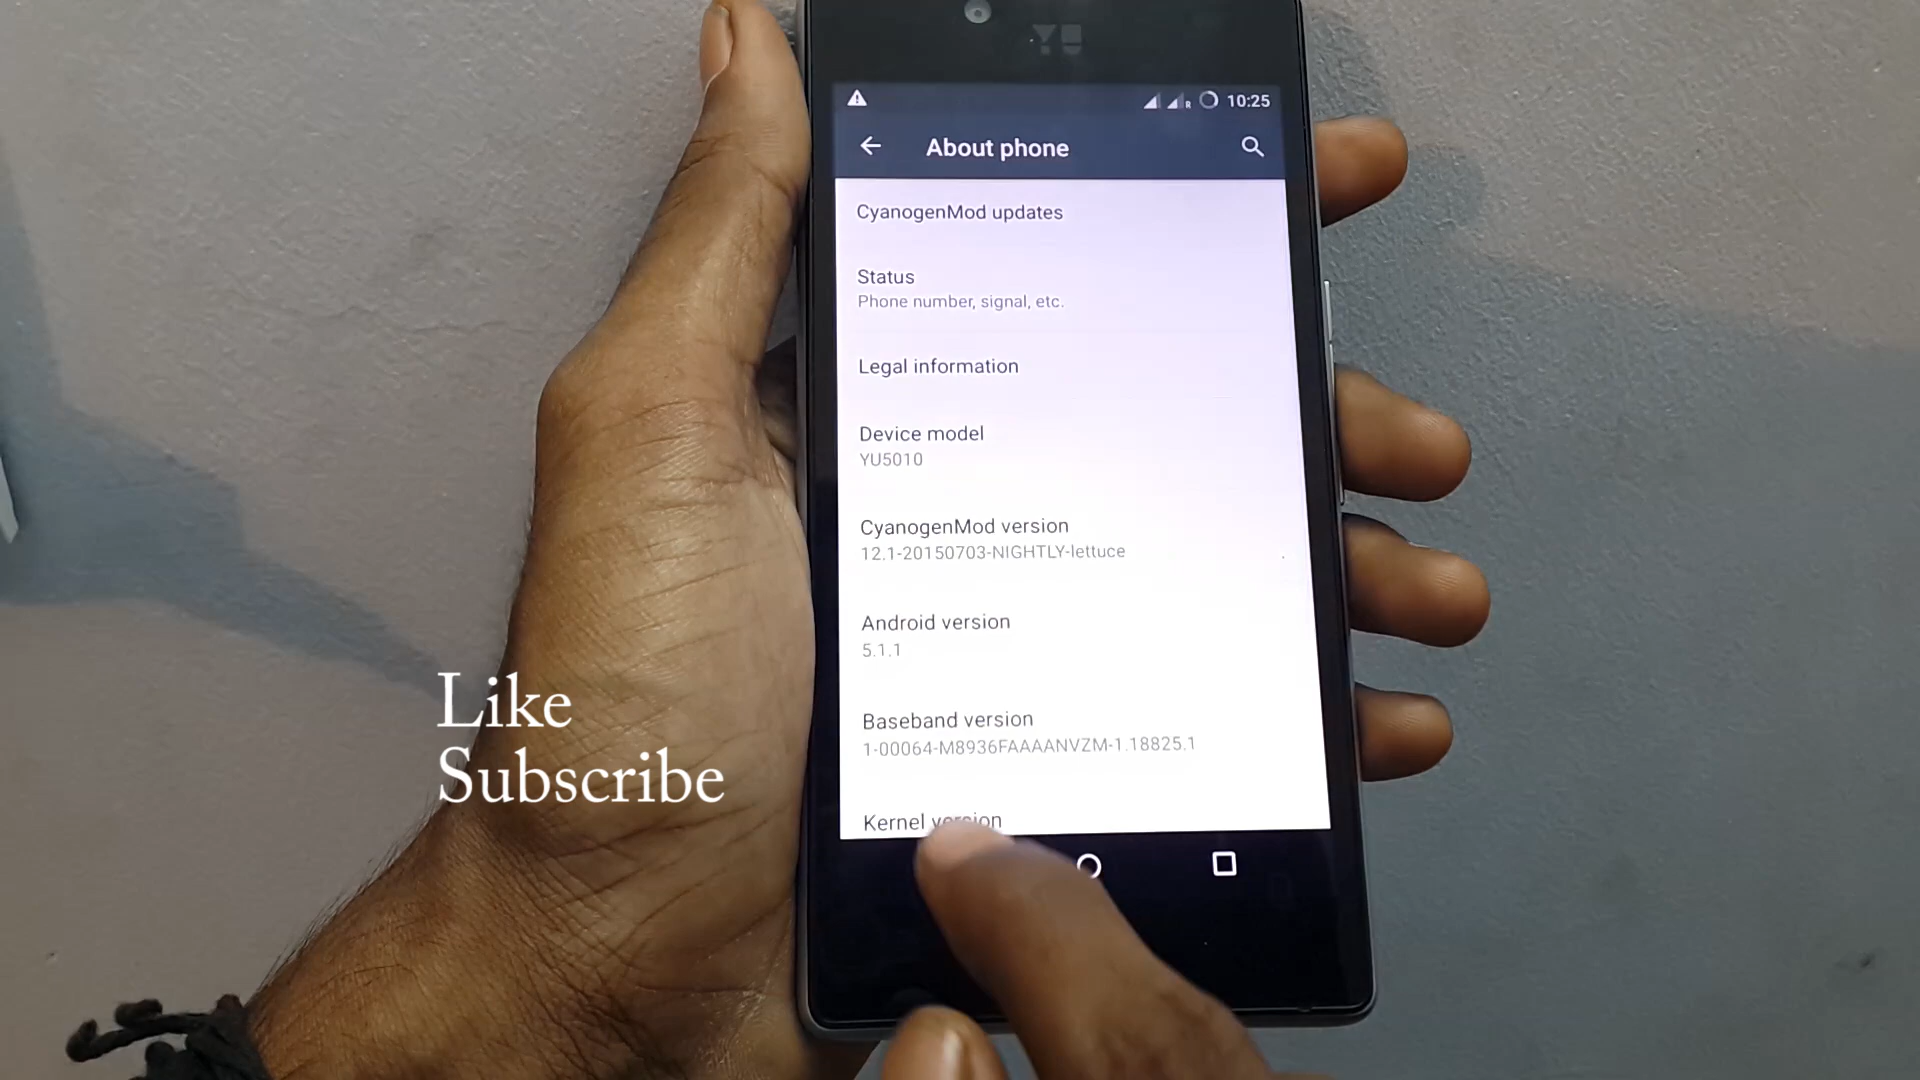 YU
10:25
About phone
CyanogenMod updates
Status
Phone number, signal, etc.
Legal information
Device model
YU5010
CyanogenMod version
12.1-20150703-NIGHTLY-lettuce
Android version
5.1.1
Baseband version
1-00064-M8936FAAAANVZM-1.18825.1
Kernel version
Like
Subscribe